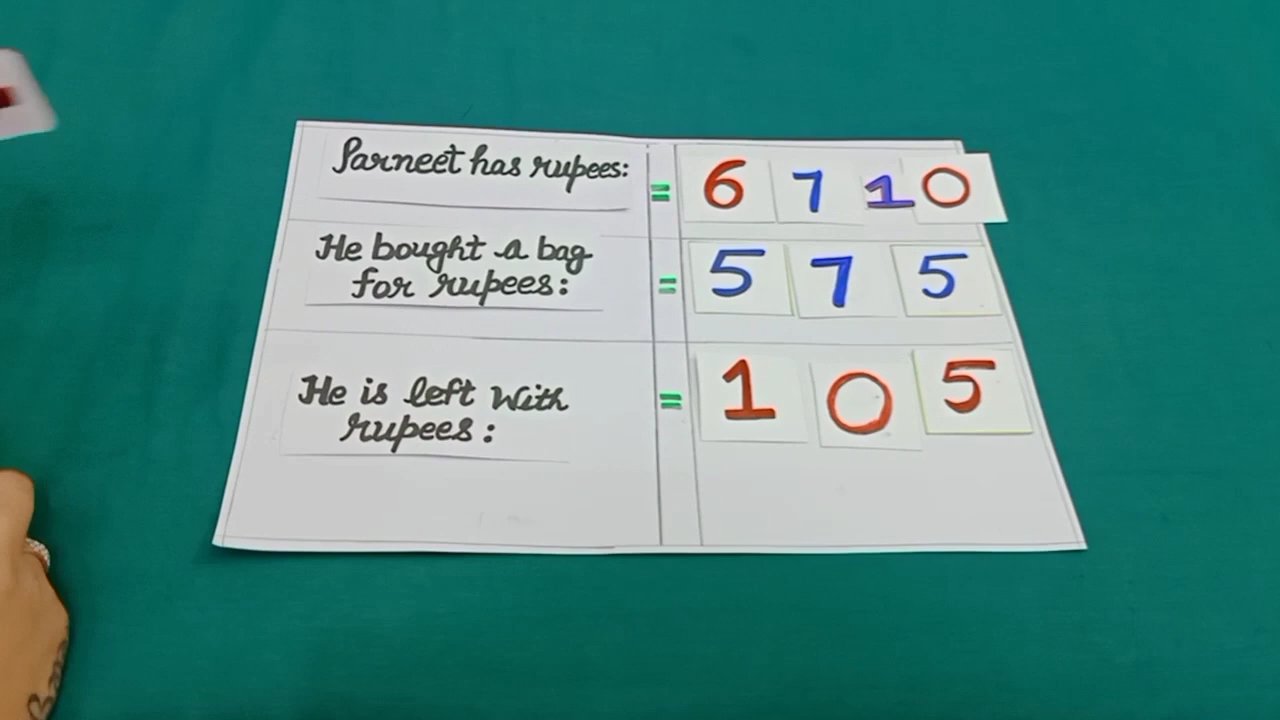 Parneet has rupees: = 6 7 1 0
He bought a bag
for rupees: = 5 7 5
He is left with
rupees: = 1 0 5